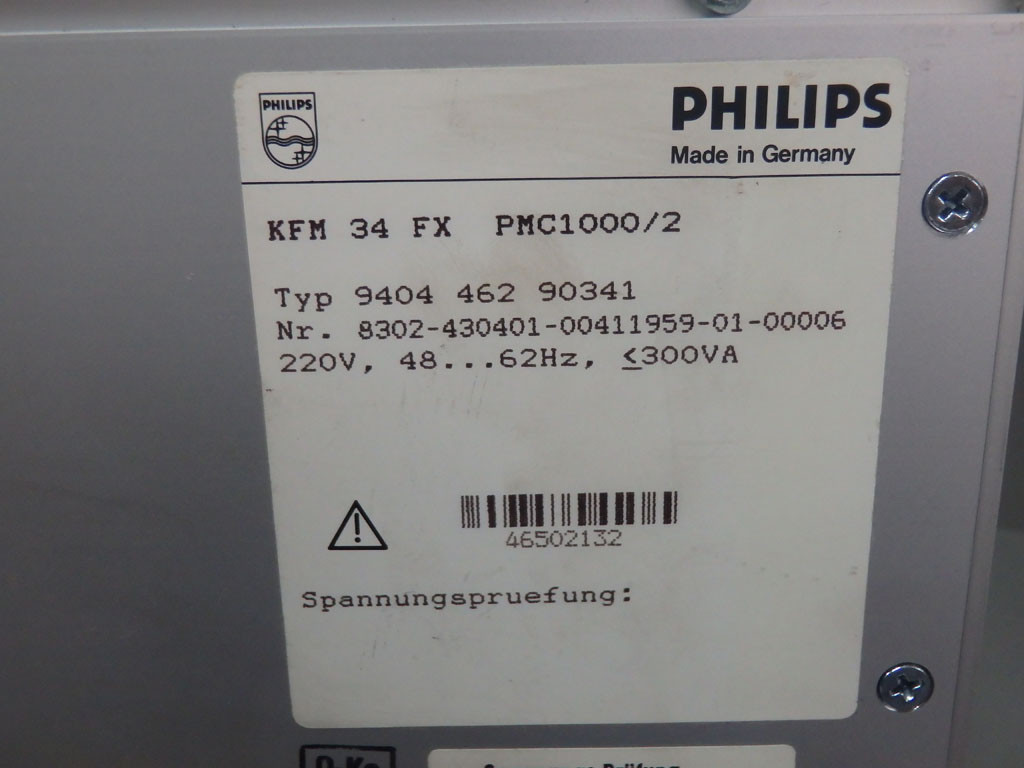 PHILIPS
PHILIPS
Made in Germany
KFM 34 FX PMC1000/2
Typ 9404 462 90341
Nr. 8302-430401-00411959-01-00006
220V, 48...62Hz, ≤300VA
46502132
Spannungspruefung: